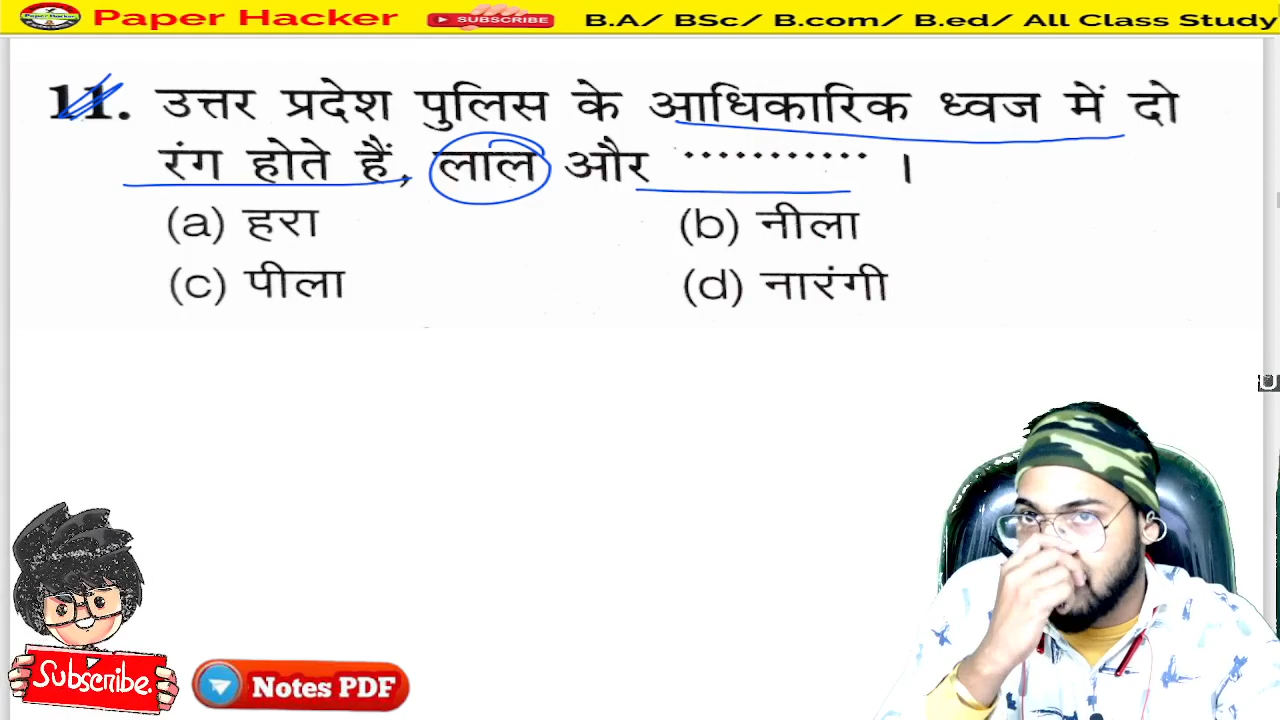 Paper Hacker
SUBSCRIBE
B.A/ BSc/ B.com/ B.ed/ All Class Study
11. उत्तर प्रदेश पुलिस के आधिकारिक ध्वज में दो
रंग होते हैं, लाल और ............ ।
(a) हरा
(b) नीला
(c) पीला
(d) नारंगी
Subscribe.
Notes PDF